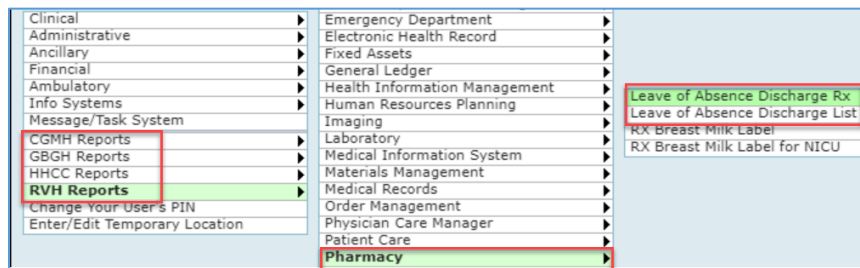 Clinical
Administrative
Ancillary
Financial
Ambulatory
Info Systems
Message/Task System
CGMH Reports
GBGH Reports
HHCC Reports
RVH Reports
Change Your User's PIN
Enter/Edit Temporary Location
Emergency Department
Electronic Health Record
Fixed Assets
General Ledger
Health Information Management
Human Resources Planning
Imaging
Laboratory
Medical Information System
Materials Management
Medical Records
Order Management
Physician Care Manager
Patient Care
Pharmacy
Leave of Absence Discharge Rx
Leave of Absence Discharge List
RX Breast Milk Label
RX Breast Milk Label for NICU